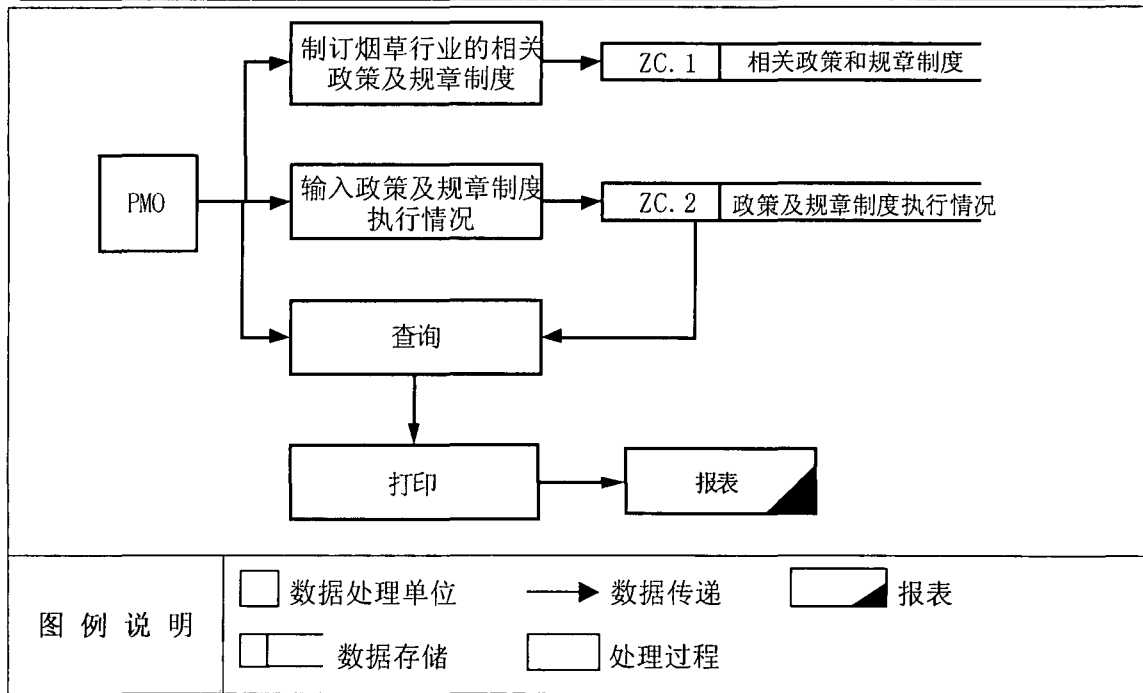 制订烟草行业的相关
政策及规章制度
ZC.1
相关政策和规章制度
PMO
输入政策及规章制度
执行情况
ZC.2
政策及规章制度执行情况
查询
打印
报表
图例说明
数据处理单位
数据传递
报表
数据存储
处理过程